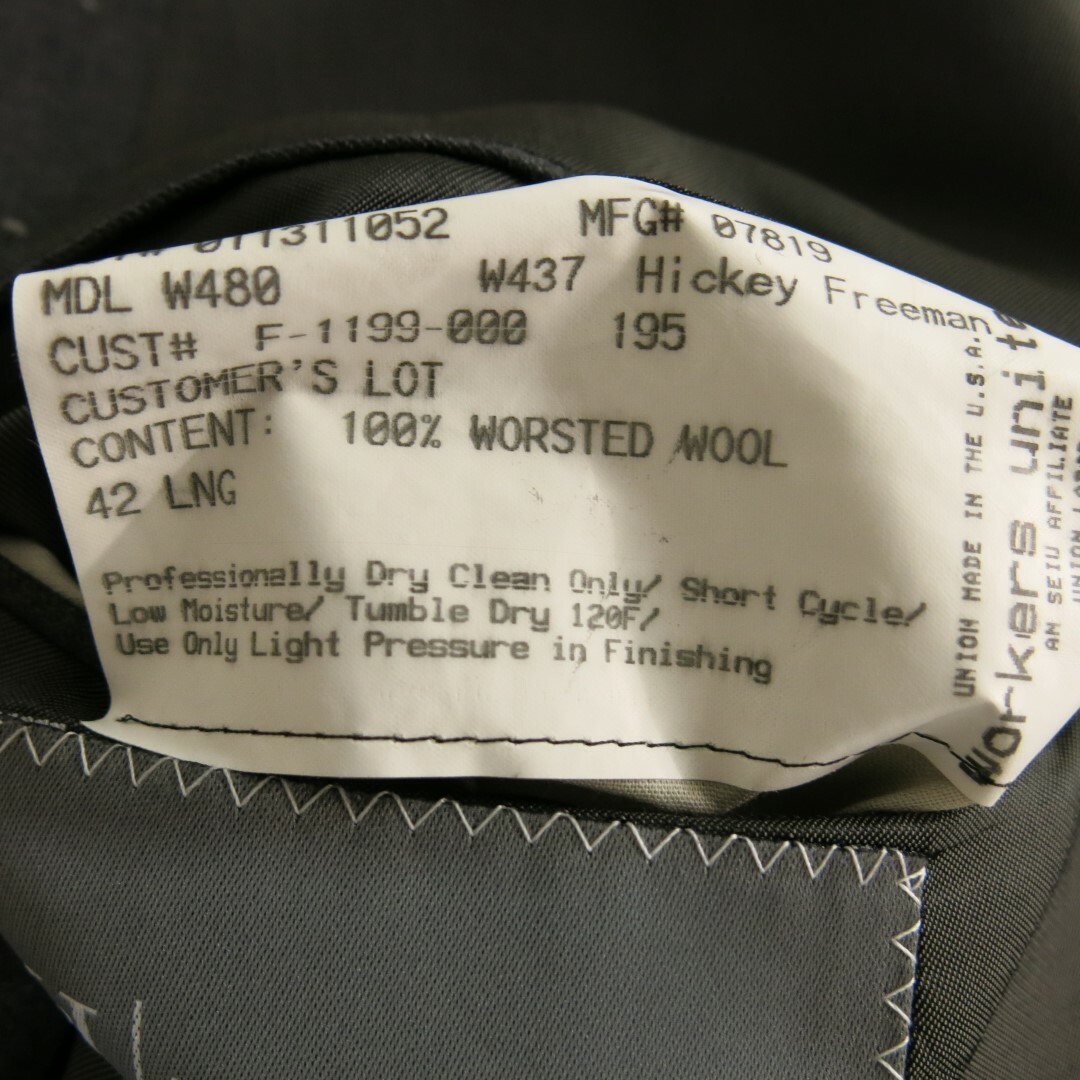 011311052 MFG# 07819
MDL W480 W437 Hickey Freeman
CUST# F-1199-000 195
CUSTOMER'S LOT
CONTENT: 100% WORSTED WOOL
42 LNG
Professionally Dry Clean Only/ Short Cycle/
Low Moisture/ Tumble Dry 120F/
Use Only Light Pressure in Finishing
UNION MADE IN THE U.S.A.
Workers unite
AN SEIU AFFILIATE